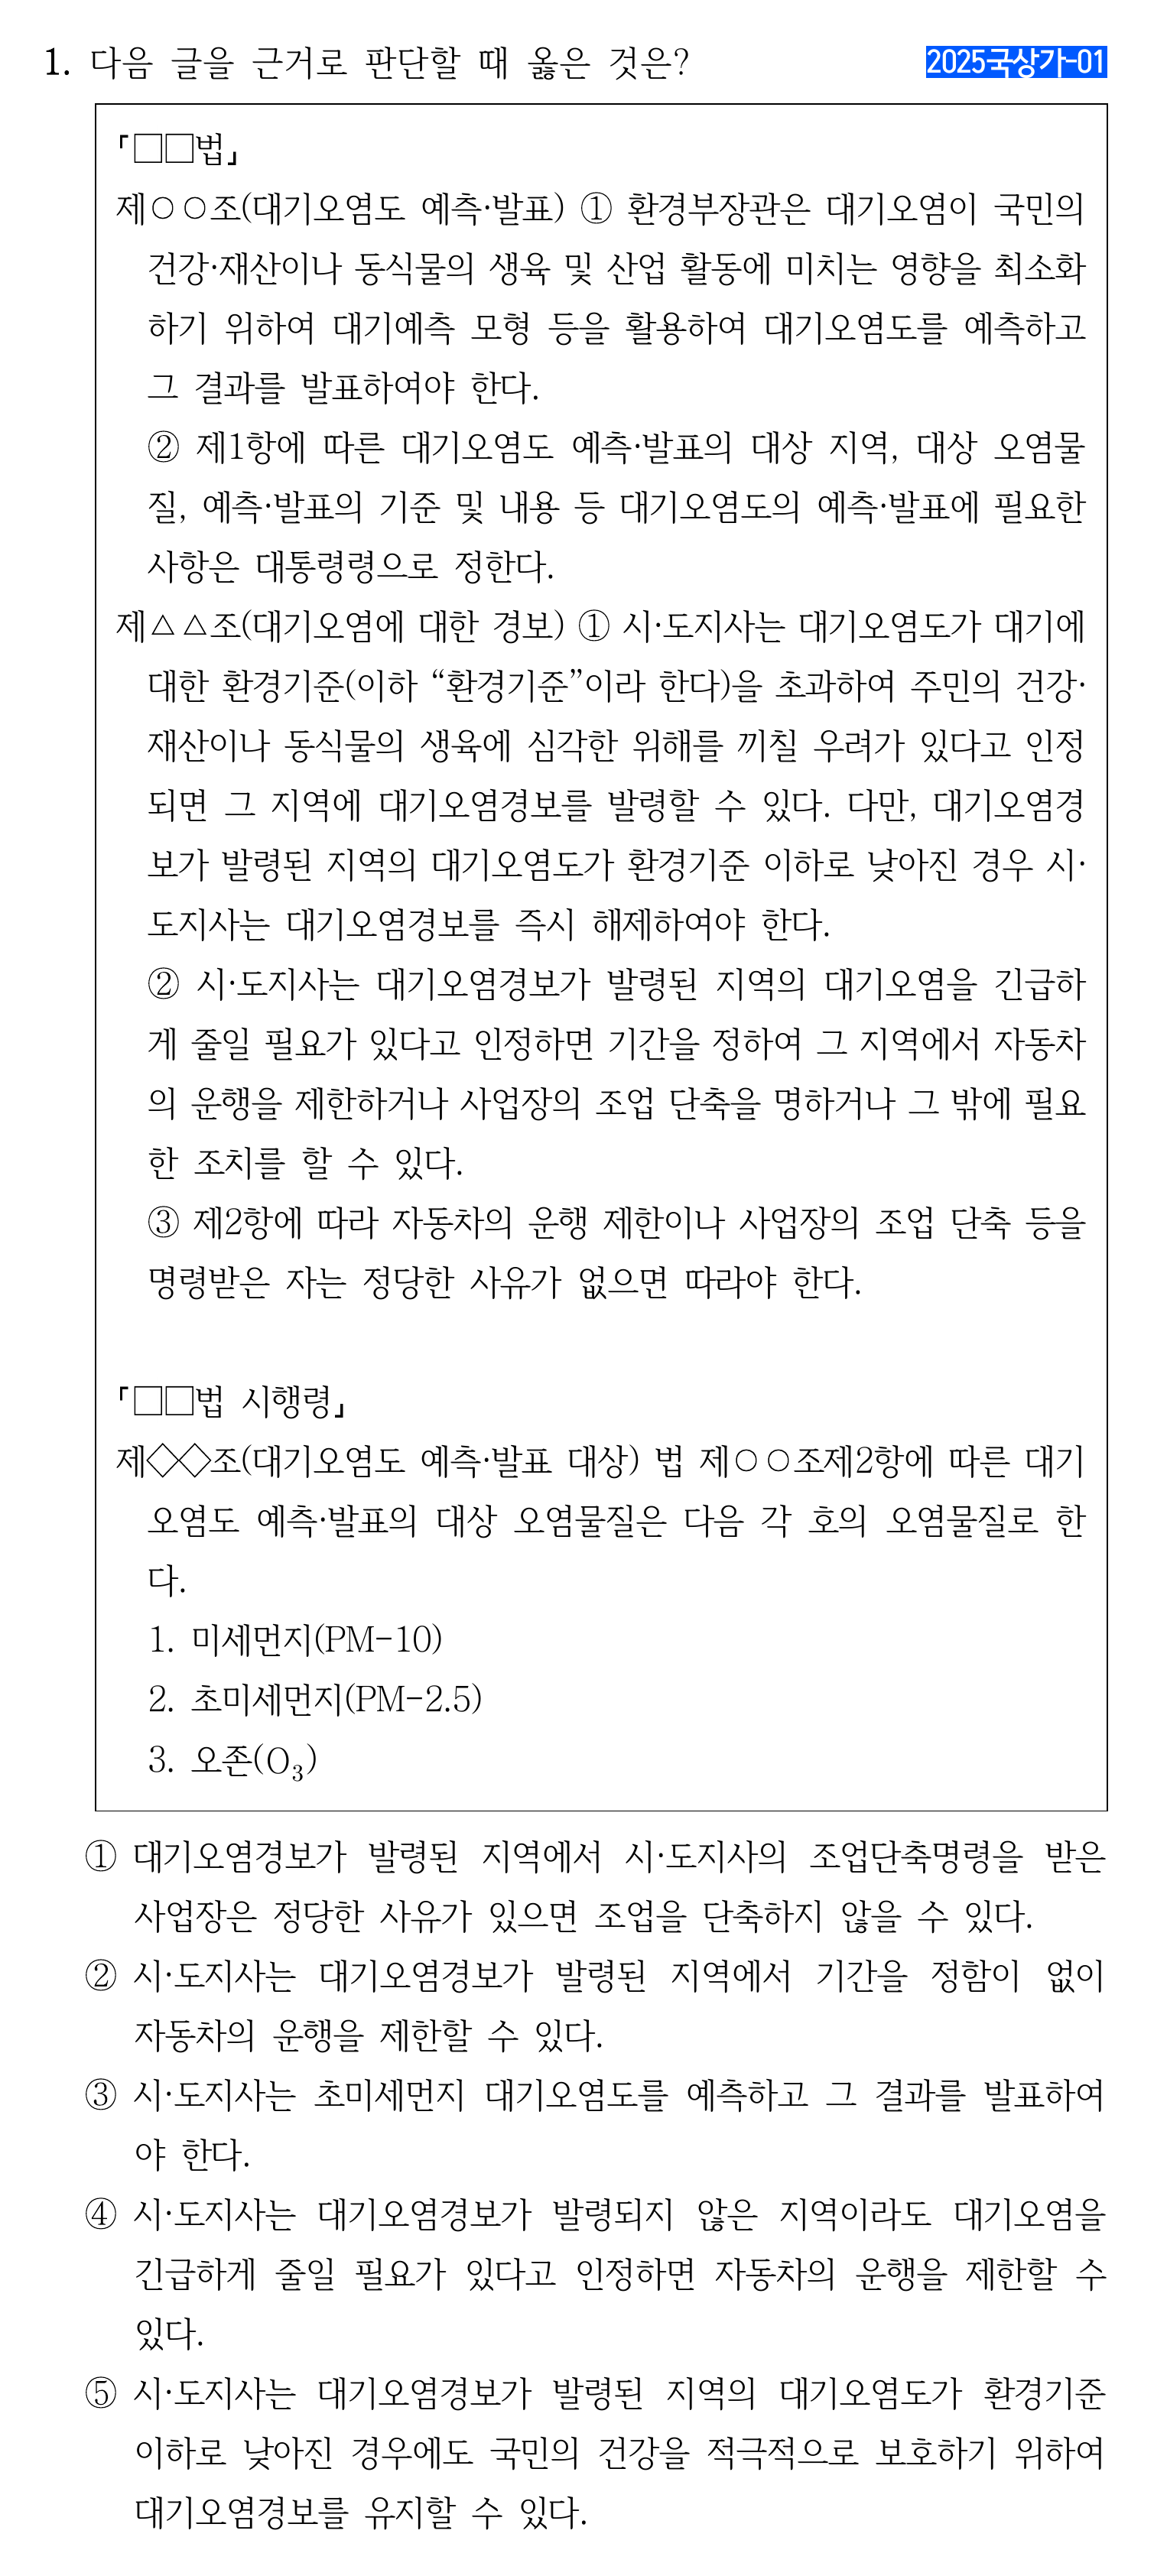 1. 다음 글을 근거로 판단할 때 옳은 것은? 2025국상가-01
「□□법」
제○○조(대기오염도 예측·발표) ① 환경부장관은 대기오염이 국민의
건강·재산이나 동식물의 생육 및 산업 활동에 미치는 영향을 최소화
하기 위하여 대기예측 모형 등을 활용하여 대기오염도를 예측하고
그 결과를 발표하여야 한다.
② 제1항에 따른 대기오염도 예측·발표의 대상 지역, 대상 오염물
질, 예측·발표의 기준 및 내용 등 대기오염도의 예측·발표에 필요한
사항은 대통령령으로 정한다.
제△△조(대기오염에 대한 경보) ① 시·도지사는 대기오염도가 대기에
대한 환경기준(이하 “환경기준”이라 한다)을 초과하여 주민의 건강·
재산이나 동식물의 생육에 심각한 위해를 끼칠 우려가 있다고 인정
되면 그 지역에 대기오염경보를 발령할 수 있다. 다만, 대기오염경
보가 발령된 지역의 대기오염도가 환경기준 이하로 낮아진 경우 시·
도지사는 대기오염경보를 즉시 해제하여야 한다.
② 시·도지사는 대기오염경보가 발령된 지역의 대기오염을 긴급하
게 줄일 필요가 있다고 인정하면 기간을 정하여 그 지역에서 자동차
의 운행을 제한하거나 사업장의 조업 단축을 명하거나 그 밖에 필요
한 조치를 할 수 있다.
③ 제2항에 따라 자동차의 운행 제한이나 사업장의 조업 단축 등을
명령받은 자는 정당한 사유가 없으면 따라야 한다.
「□□법 시행령」
제◇◇조(대기오염도 예측·발표 대상) 법 제○○조제2항에 따른 대기
오염도 예측·발표의 대상 오염물질은 다음 각 호의 오염물질로 한
다.
1. 미세먼지(PM-10)
2. 초미세먼지(PM-2.5)
3. 오존(O₃)
① 대기오염경보가 발령된 지역에서 시·도지사의 조업단축명령을 받은
사업장은 정당한 사유가 있으면 조업을 단축하지 않을 수 있다.
② 시·도지사는 대기오염경보가 발령된 지역에서 기간을 정함이 없이
자동차의 운행을 제한할 수 있다.
③ 시·도지사는 초미세먼지 대기오염도를 예측하고 그 결과를 발표하여
야 한다.
④ 시·도지사는 대기오염경보가 발령되지 않은 지역이라도 대기오염을
긴급하게 줄일 필요가 있다고 인정하면 자동차의 운행을 제한할 수
있다.
⑤ 시·도지사는 대기오염경보가 발령된 지역의 대기오염도가 환경기준
이하로 낮아진 경우에도 국민의 건강을 적극적으로 보호하기 위하여
대기오염경보를 유지할 수 있다.